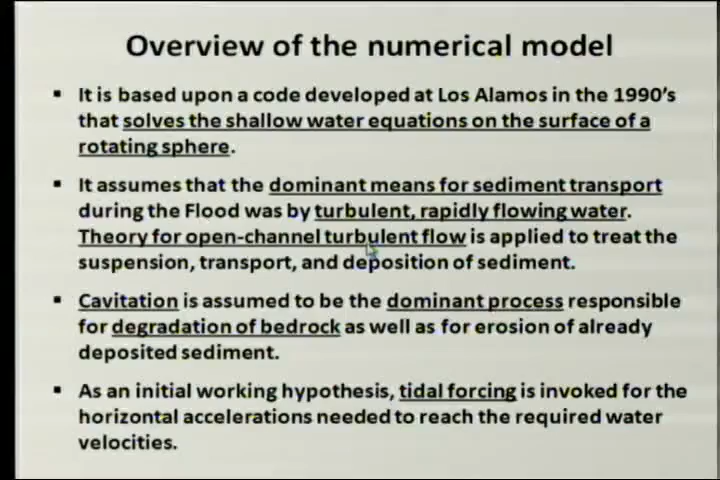 Overview of the numerical model
▪ It is based upon a code developed at Los Alamos in the 1990's
that solves the shallow water equations on the surface of a
rotating sphere.
▪ It assumes that the dominant means for sediment transport
during the Flood was by turbulent, rapidly flowing water.
Theory for open-channel turbulent flow is applied to treat the
suspension, transport, and deposition of sediment.
▪ Cavitation is assumed to be the dominant process responsible
for degradation of bedrock as well as for erosion of already
deposited sediment.
▪ As an initial working hypothesis, tidal forcing is invoked for the
horizontal accelerations needed to reach the required water
velocities.